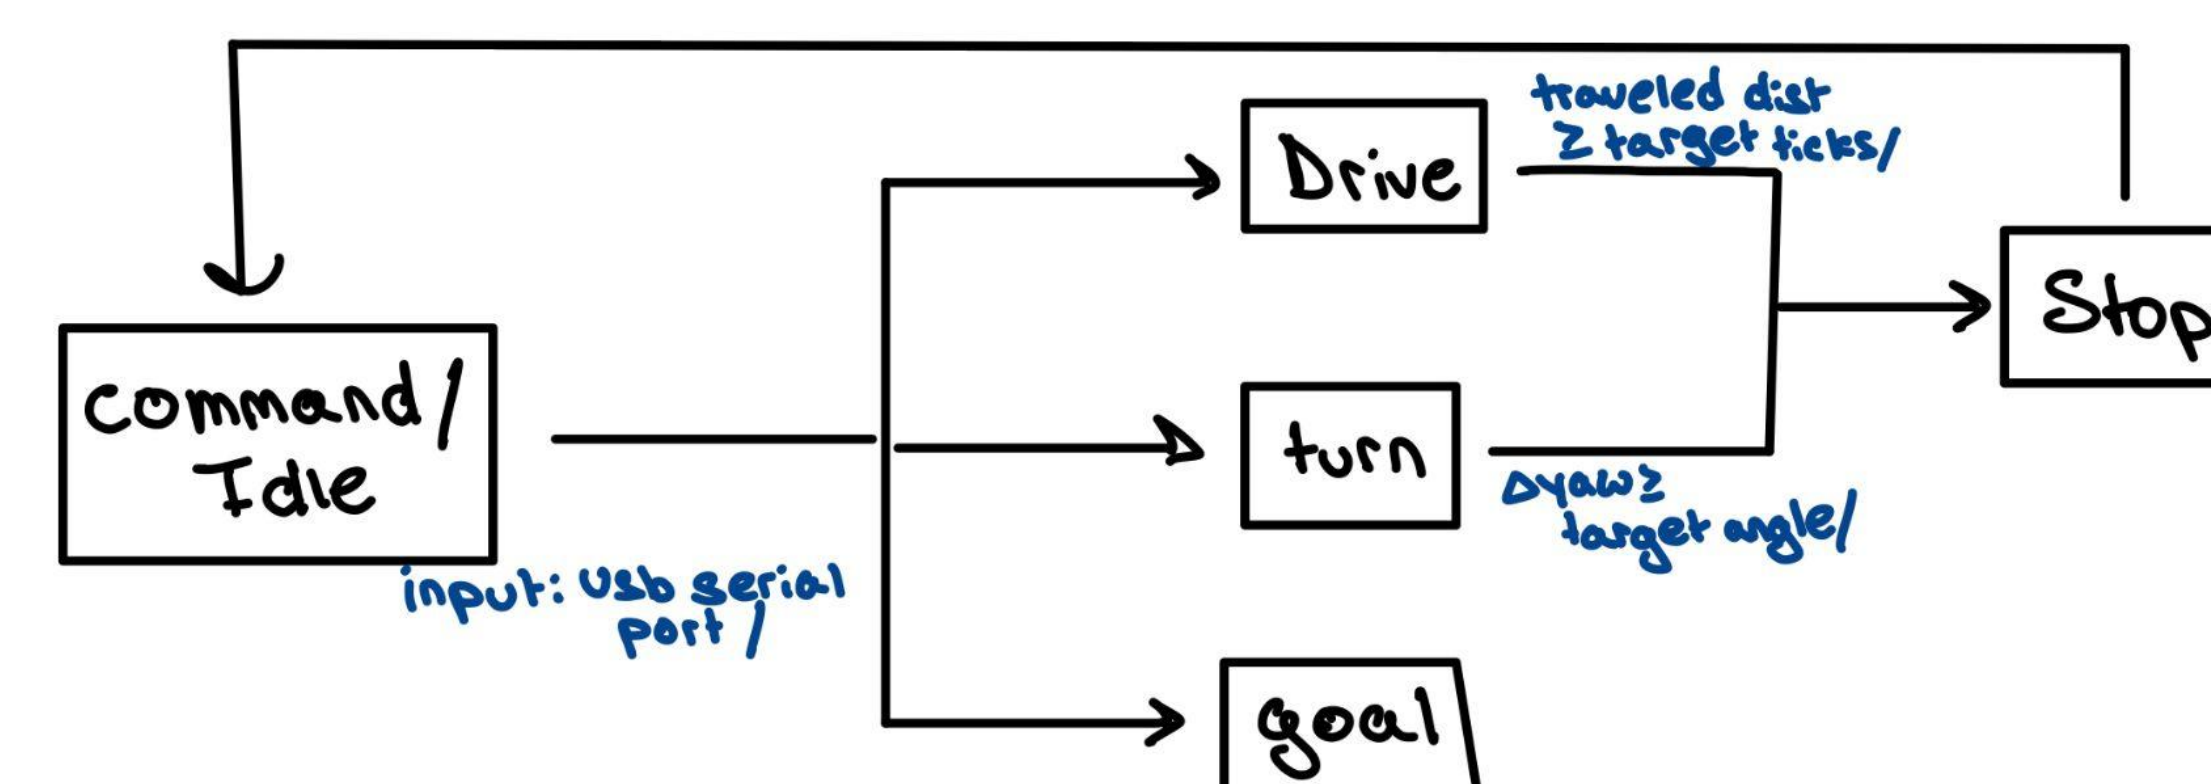 command/
Idle
input: usb serial
port /
Drive
traveled dist
≥ target ticks/
turn
Δyaw ≥
target angle/
goal
Stop